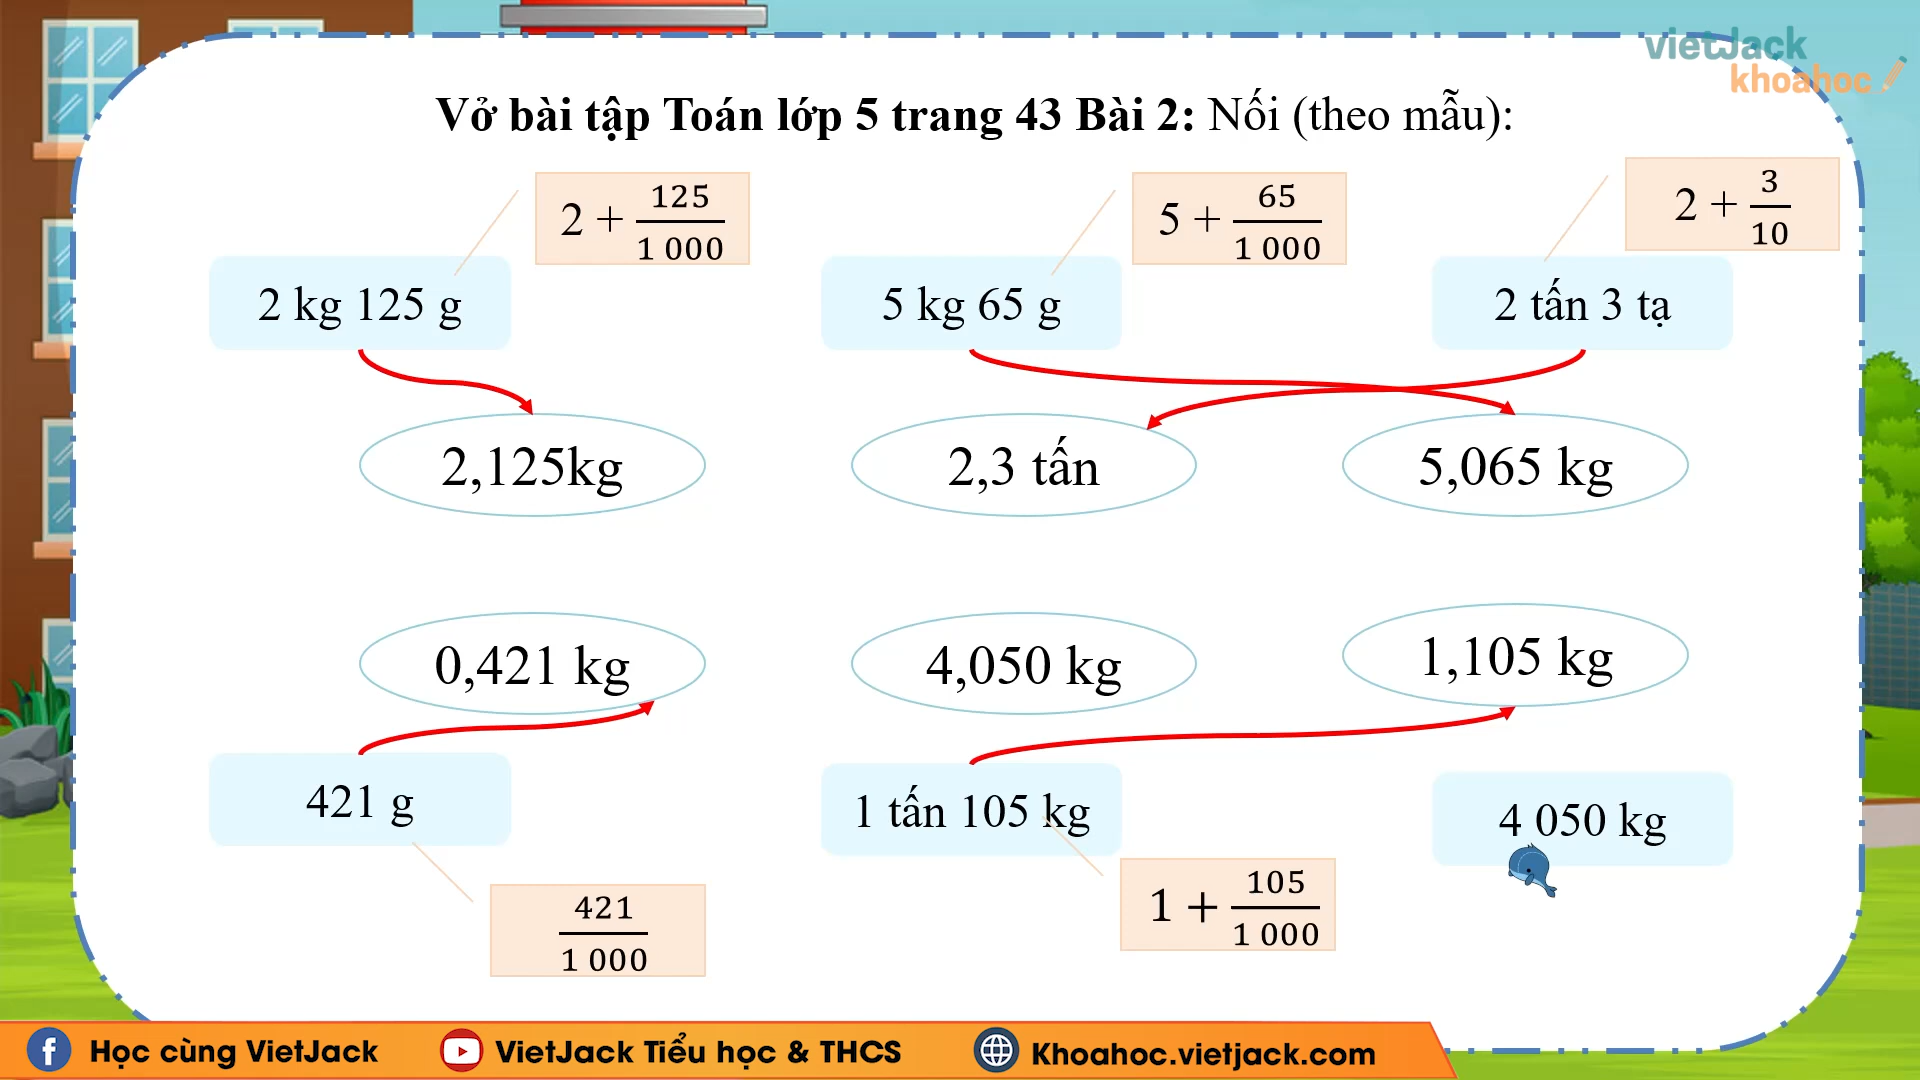 vietJack
khoahoc
Vở bài tập Toán lớp 5 trang 43 Bài 2: Nối (theo mẫu):
2 + 125/1 000
5 + 65/1 000
2 + 3/10
2 kg 125 g
5 kg 65 g
2 tấn 3 tạ
2,125kg
2,3 tấn
5,065 kg
0,421 kg
4,050 kg
1,105 kg
421 g
1 tấn 105 kg
4 050 kg
421/1 000
1 + 105/1 000
Học cùng VietJack
VietJack Tiểu học & THCS
Khoahoc.vietjack.com